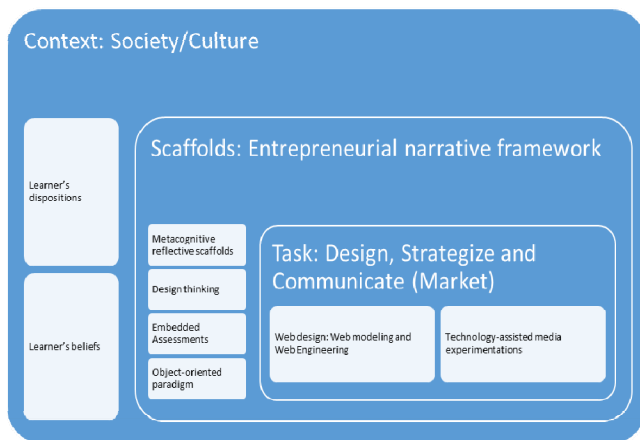 Context: Society/Culture
Learner's
dispositions
Learner's beliefs
Scaffolds: Entrepreneurial narrative framework
Metacognitive
reflective scaffolds
Design thinking
Embedded
Assessments
Object-oriented
paradigm
Task: Design, Strategize and
Communicate (Market)
Web design: Web modeling and
Web Engineering
Technology-assisted media
experimentations